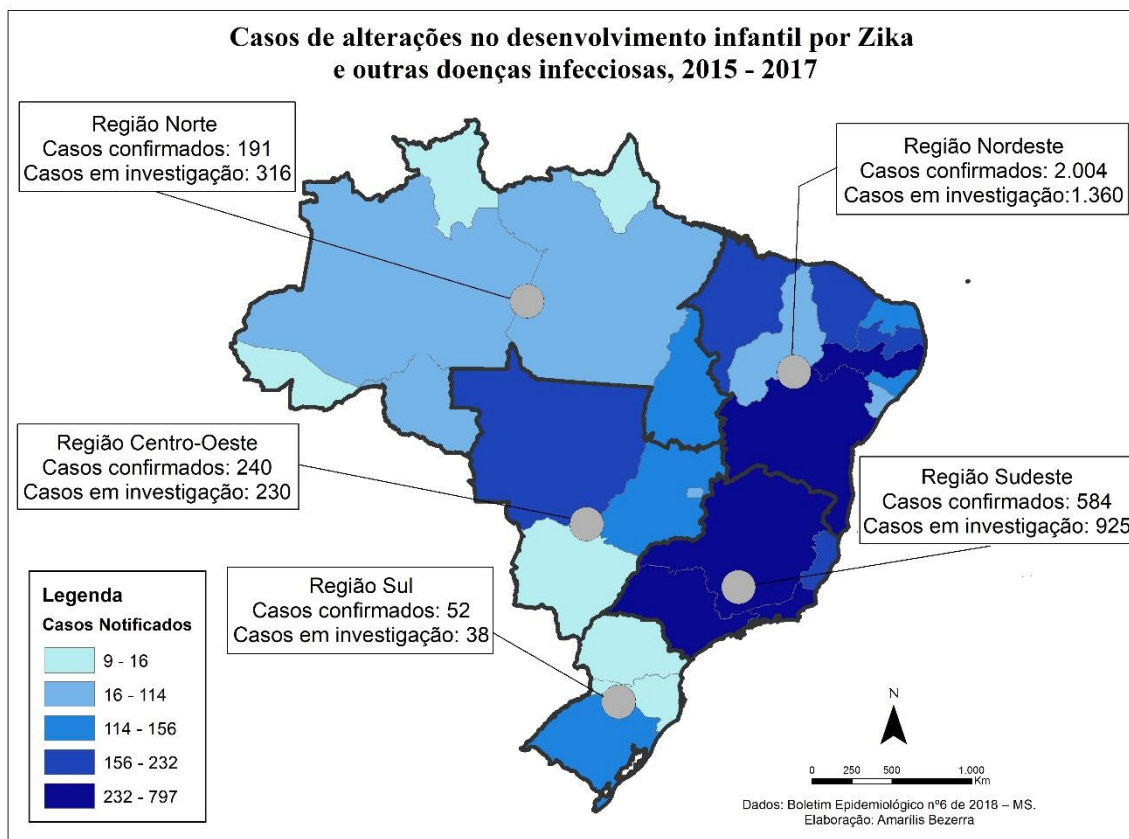 Casos de alterações no desenvolvimento infantil por Zika
e outras doenças infecciosas, 2015 - 2017
Região Norte
Casos confirmados: 191
Casos em investigação: 316
Região Nordeste
Casos confirmados: 2.004
Casos em investigação:1.360
Região Centro-Oeste
Casos confirmados: 240
Casos em investigação: 230
Região Sudeste
Casos confirmados: 584
Casos em investigação: 925
Região Sul
Casos confirmados: 52
Casos em investigação: 38
Legenda
Casos Notificados
9 - 16
16 - 114
114 - 156
156 - 232
232 - 797
N
0 250 500 1.000
Km
Dados: Boletim Epidemiológico nº6 de 2018 – MS.
Elaboração: Amarílis Bezerra